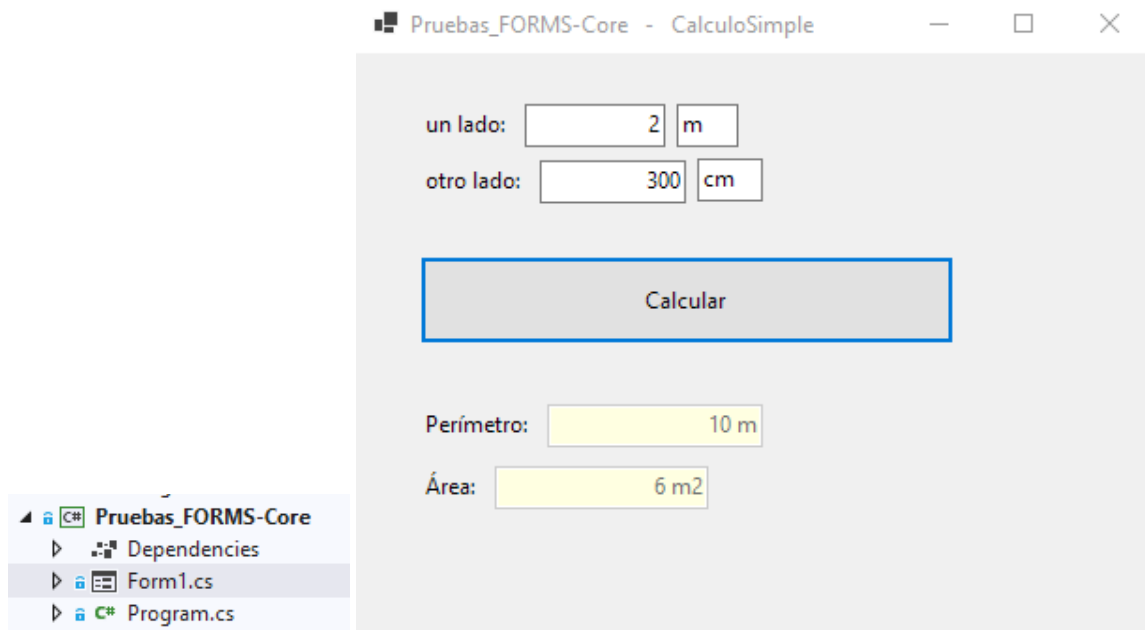 Pruebas_FORMS-Core - CalculoSimple
un lado: 2 m
otro lado: 300 cm
Calcular
Perímetro: 10 m
Área: 6 m2
C# Pruebas_FORMS-Core
Dependencies
Form1.cs
C# Program.cs